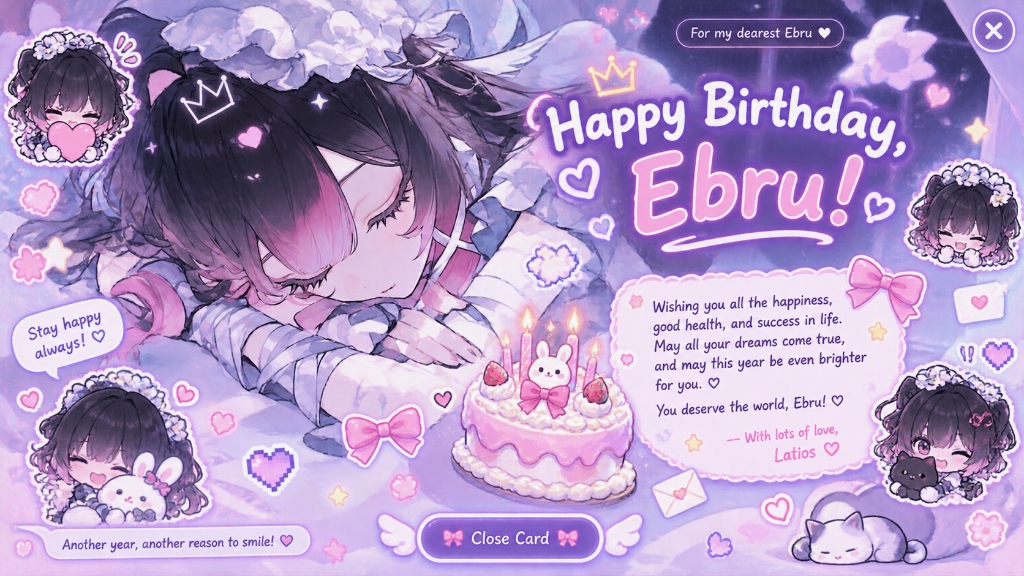 For my dearest Ebru ♥
Happy Birthday,
Ebru!
Wishing you all the happiness,
good health, and success in life.
May all your dreams come true,
and may this year be even brighter
for you. ♡
You deserve the world, Ebru! ♡
— With lots of love,
Latios ♡
Stay happy
always! ♡
!!
Another year, another reason to smile! ♥
Close Card